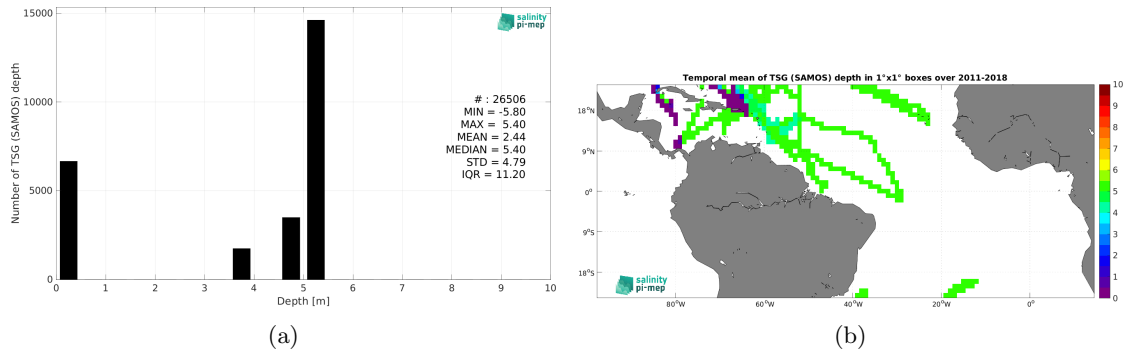 15000
10000
5000
0
Number of TSG (SAMOS) depth
salinity
pi-mep
# : 26506
MIN = -5.80
MAX = 5.40
MEAN = 2.44
MEDIAN = 5.40
STD = 4.79
IQR = 11.20
0 1 2 3 4 5 6 7 8 9 10
Depth [m]
(a)
Temporal mean of TSG (SAMOS) depth in 1°x1° boxes over 2011-2018
18°N
9°N
0°
9°S
18°S
80°W 60°W 40°W 20°W 0°
salinity
pi-mep
10
9
8
7
6
5
4
3
2
1
0
(b)